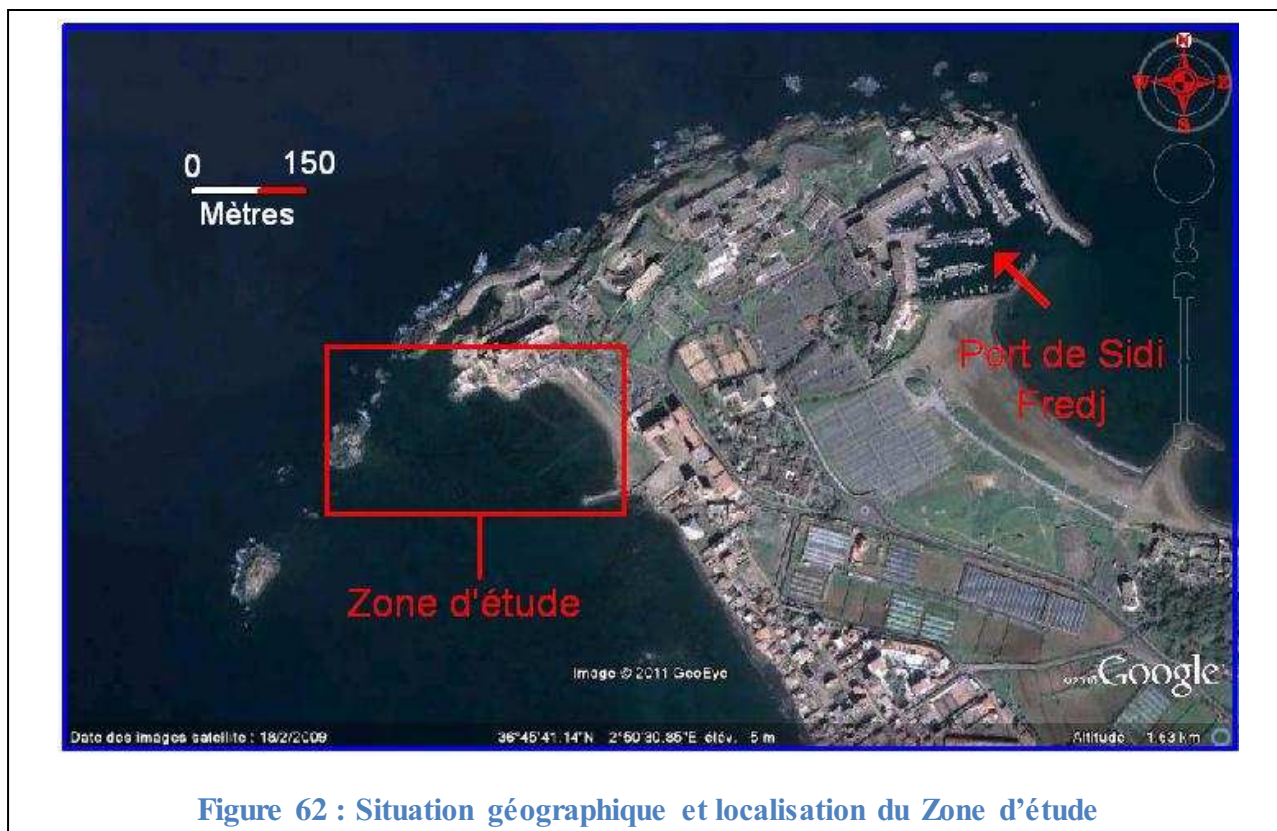 N
W E
S
0 150
Mètres
Port de Sidi
Fredj
Zone d'étude
Image © 2011 GeoEye
Google
Date des images satellite : 18/2/2009 36°45'41.14"N 2°50'30.85"E élév. 5 m Altitude 1.63 km
Figure 62 : Situation géographique et localisation du Zone d'étude